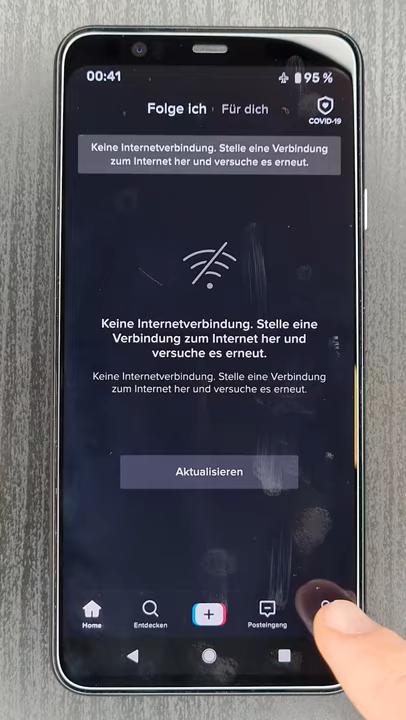 00:41 95 %
Folge ich Für dich
COVID-19
Keine Internetverbindung. Stelle eine Verbindung
zum Internet her und versuche es erneut.
Keine Internetverbindung. Stelle eine
Verbindung zum Internet her und
versuche es erneut.
Keine Internetverbindung. Stelle eine Verbindung
zum Internet her und versuche es erneut.
Aktualisieren
Home Entdecken Posteingang